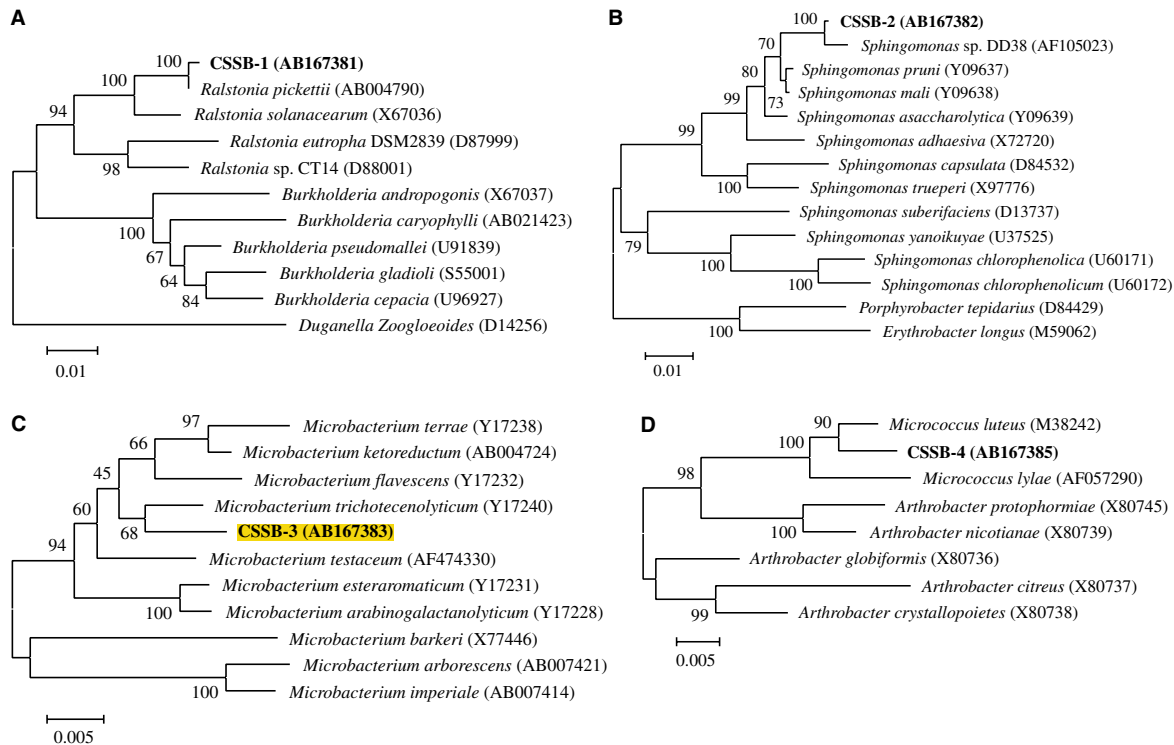 A
100
CSSB-1 (AB167381)
100
Ralstonia pickettii (AB004790)
94
Ralstonia solanacearum (X67036)
Ralstonia eutropha DSM2839 (D87999)
98
Ralstonia sp. CT14 (D88001)
Burkholderia andropogonis (X67037)
100
Burkholderia caryophylli (AB021423)
67
Burkholderia pseudomallei (U91839)
64
Burkholderia gladioli (S55001)
84
Burkholderia cepacia (U96927)
Duganella Zoogloeoides (D14256)
0.01
B
100
CSSB-2 (AB167382)
70
Sphingomonas sp. DD38 (AF105023)
80
Sphingomonas pruni (Y09637)
73
Sphingomonas mali (Y09638)
99
Sphingomonas asaccharolytica (Y09639)
99
Sphingomonas adhaesiva (X72720)
Sphingomonas capsulata (D84532)
100
Sphingomonas trueperi (X97776)
Sphingomonas suberifaciens (D13737)
79
Sphingomonas yanoikuyae (U37525)
100
Sphingomonas chlorophenolica (U60171)
100
Sphingomonas chlorophenolicum (U60172)
Porphyrobacter tepidarius (D84429)
100
Erythrobacter longus (M59062)
0.01
C
97
Microbacterium terrae (Y17238)
66
Microbacterium ketoreductum (AB004724)
45
Microbacterium flavescens (Y17232)
60
Microbacterium trichotecenolyticum (Y17240)
68
CSSB-3 (AB167383)
94
Microbacterium testaceum (AF474330)
Microbacterium esteraromaticum (Y17231)
100
Microbacterium arabinogalactanolyticum (Y17228)
Microbacterium barkeri (X77446)
Microbacterium arborescens (AB007421)
100
Microbacterium imperiale (AB007414)
0.005
D
90
Micrococcus luteus (M38242)
100
CSSB-4 (AB167385)
98
Micrococcus lylae (AF057290)
Arthrobacter protophormiae (X80745)
100
Arthrobacter nicotianae (X80739)
Arthrobacter globiformis (X80736)
Arthrobacter citreus (X80737)
99
Arthrobacter crystallopoietes (X80738)
0.005